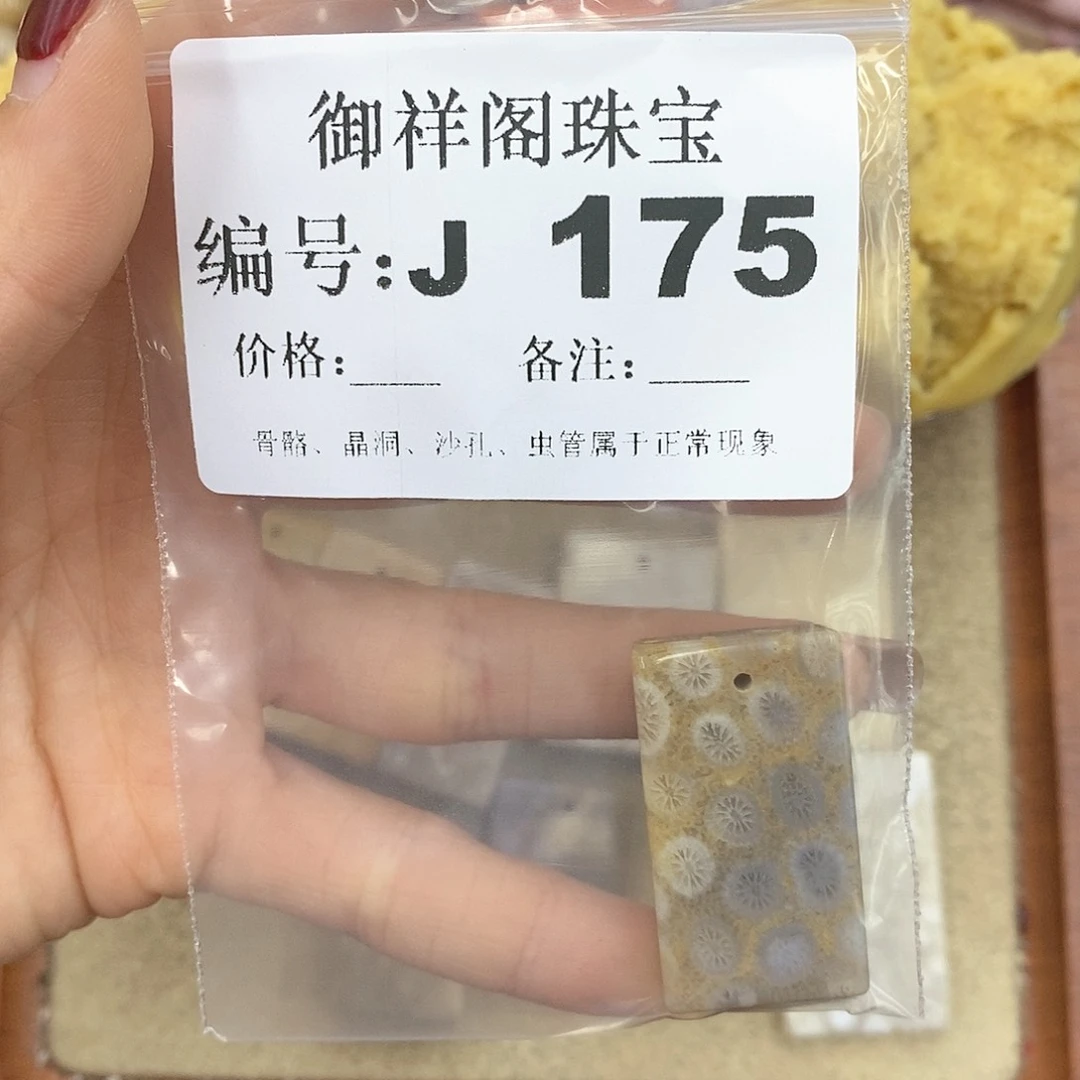 御祥阁珠宝
编号:J 175
价格:____ 备注:____
骨骼、晶洞、沙孔、虫管属于正常现象